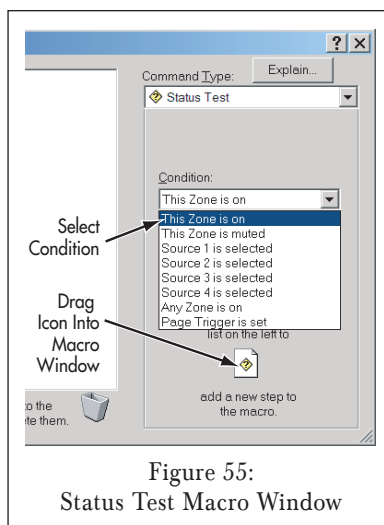 ? ×
Command Type:
Explain...
Status Test
Condition:
This Zone is on
Select
Condition
This Zone is on
This Zone is muted
Source 1 is selected
Source 2 is selected
Source 3 is selected
Source 4 is selected
Any Zone is on
Page Trigger is set
Drag
Icon Into
Macro
Window
list on the left to
add a new step to
the macro.
o the
te them.
Figure 55:
Status Test Macro Window